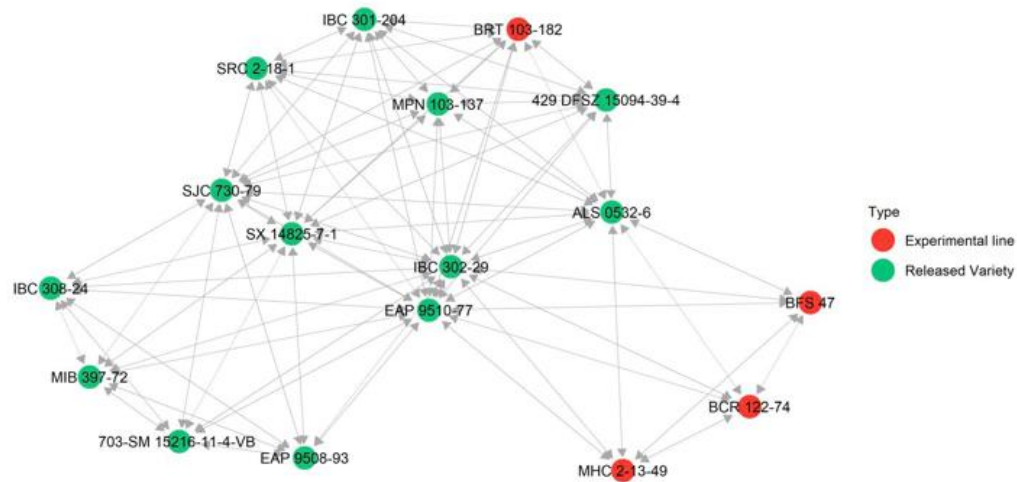 IBC 301-204
BRT 103-182
SRC 2-18-1
MPN 103-137
429 DFSZ 15094-39-4
SJC 730-79
ALS 0532-6
SX 14825-7-1
Type
Experimental line
Released Variety
IBC 302-29
IBC 308-24
EAP 9510-77
BFS 47
MIB 397-72
BCR 122-74
703-SM 15216-11-4-VB
EAP 9508-93
MHC 2-13-49